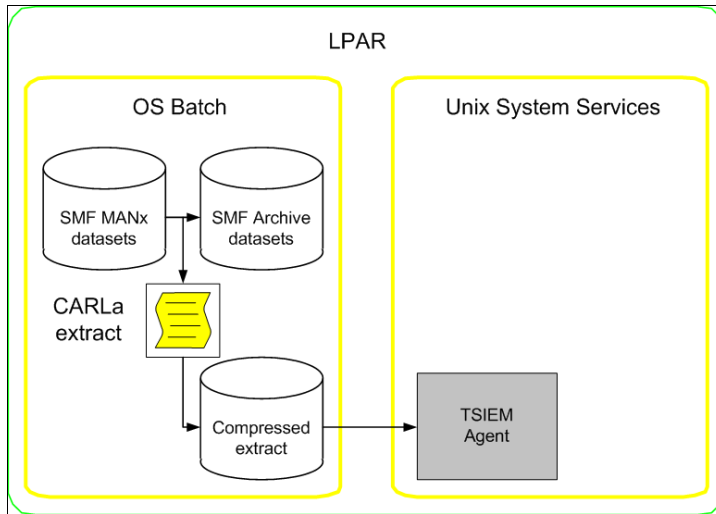 LPAR
OS Batch
Unix System Services
SMF MANx
datasets
SMF Archive
datasets
CARLa
extract
Compressed
extract
TSIEM
Agent